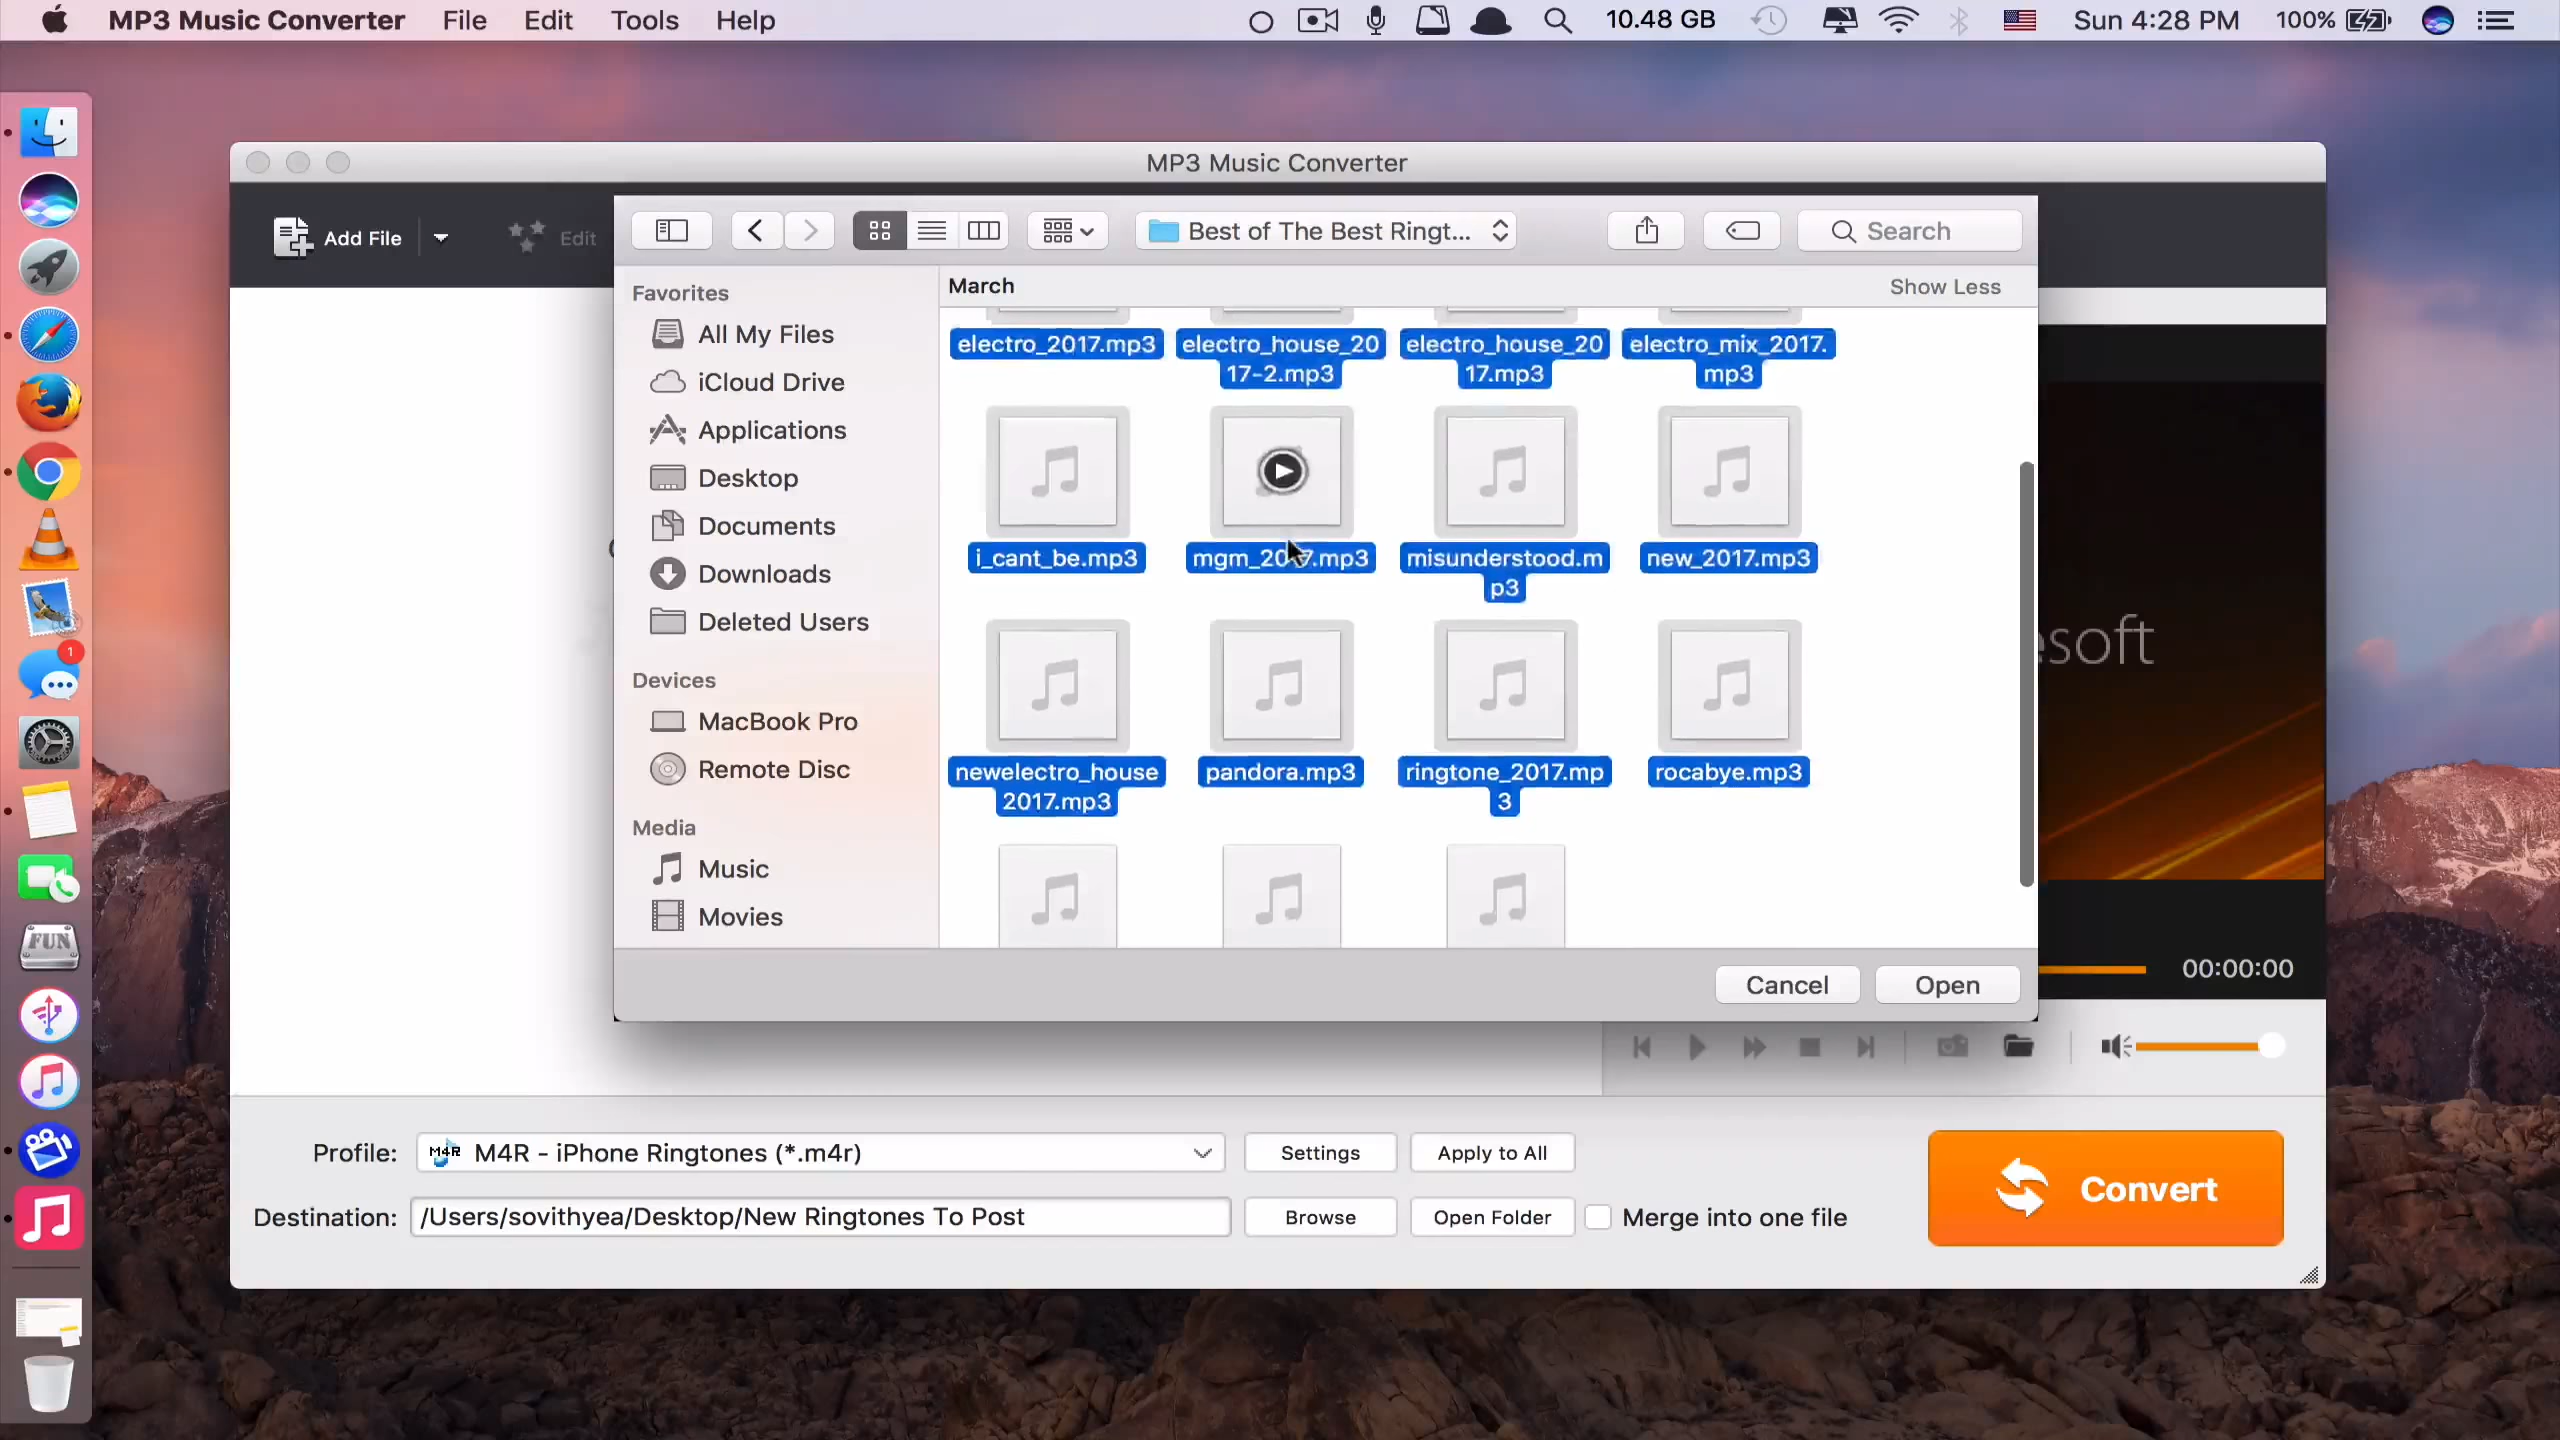 MP3 Music Converter File Edit Tools Help 10.48 GB Sun 4:28 PM 100%
MP3 Music Converter
Add File Edit
Best of The Best Ringt... Search
Favorites
All My Files
iCloud Drive
Applications
Desktop
Documents
Downloads
Deleted Users
Devices
MacBook Pro
Remote Disc
Media
Music
Movies
March Show Less
electro_2017.mp3
electro_house_20
17-2.mp3
electro_house_20
17.mp3
electro_mix_2017.
mp3
i_cant_be.mp3
mgm_2017.mp3
misunderstood.m
p3
new_2017.mp3
newelectro_house
2017.mp3
pandora.mp3
ringtone_2017.mp
3
rocabye.mp3
Cancel Open
esoft
00:00:00
1
FUN
Profile: M4R M4R - iPhone Ringtones (*.m4r) Settings Apply to All
Destination: /Users/sovithyea/Desktop/New Ringtones To Post Browse Open Folder Merge into one file
Convert